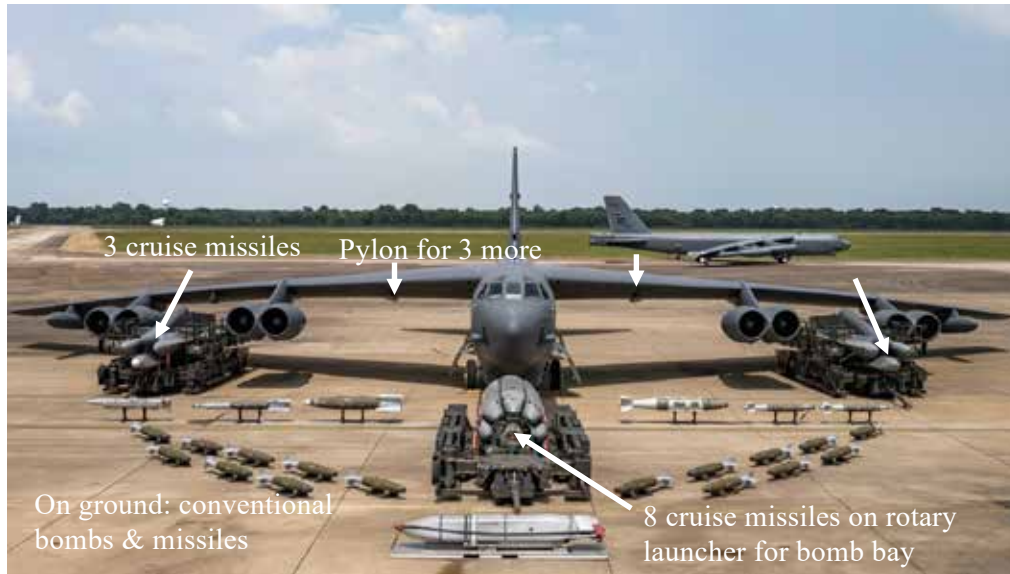 3 cruise missiles
Pylon for 3 more
On ground: conventional
bombs & missiles
8 cruise missiles on rotary
launcher for bomb bay